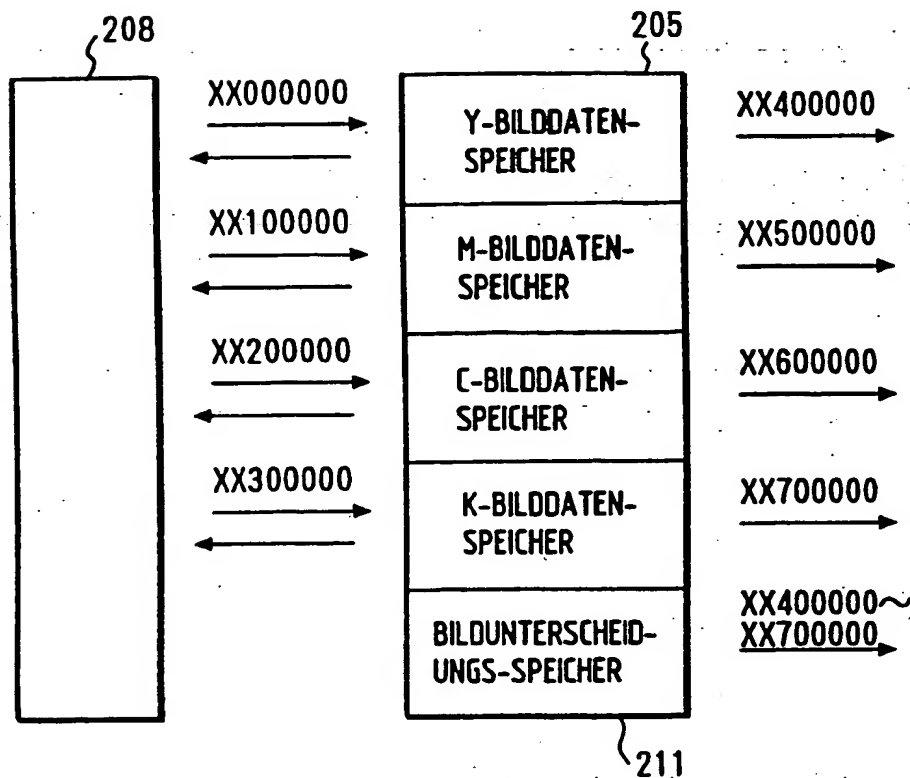 208
205
XX000000
Y-BILDDATEN-
SPEICHER
XX400000
XX100000
M-BILDDATEN-
SPEICHER
XX500000
XX200000
C-BILDDATEN-
SPEICHER
XX600000
XX300000
K-BILDDATEN-
SPEICHER
XX700000
BILDUNTERSCHEID-
UNGS-SPEICHER
XX400000~
XX700000
211